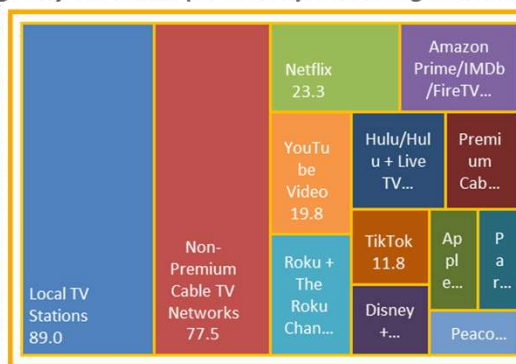 Local TV
Stations
89.0
Non-
Premium
Cable TV
Networks
77.5
Netflix
23.3
Amazon
Prime/IMDb
/FireTV...
YouTu
be
Video
19.8
Hulu/Hul
u + Live
TV...
Premi
um
Cab...
Roku +
The
Roku
Chan...
TikTok
11.8
Disney
+...
Ap
ple
e...
P
a
r...
Peaco...